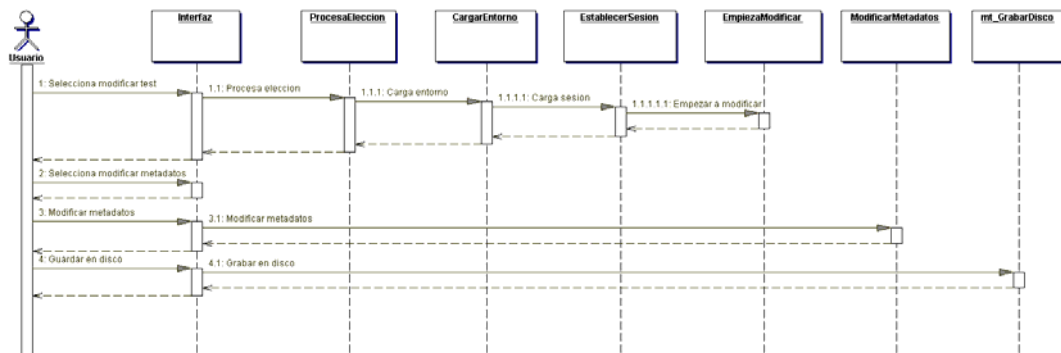 Usuario
Interfaz
ProcesaEleccion
CargarEntorno
EstablecerSesion
EmpiezaModificar
ModificarMetadatos
mt_GrabarDisco
1: Selecciona modificar test
1.1: Procesa eleccion
1.1.1: Carga entorno
1.1.1.1: Carga sesion
1.1.1.1.1: Empezar a modificar
2: Selecciona modificar metadatos
3: Modificar metadatos
3.1: Modificar metadatos
4: Guardar en disco
4.1: Grabar en disco